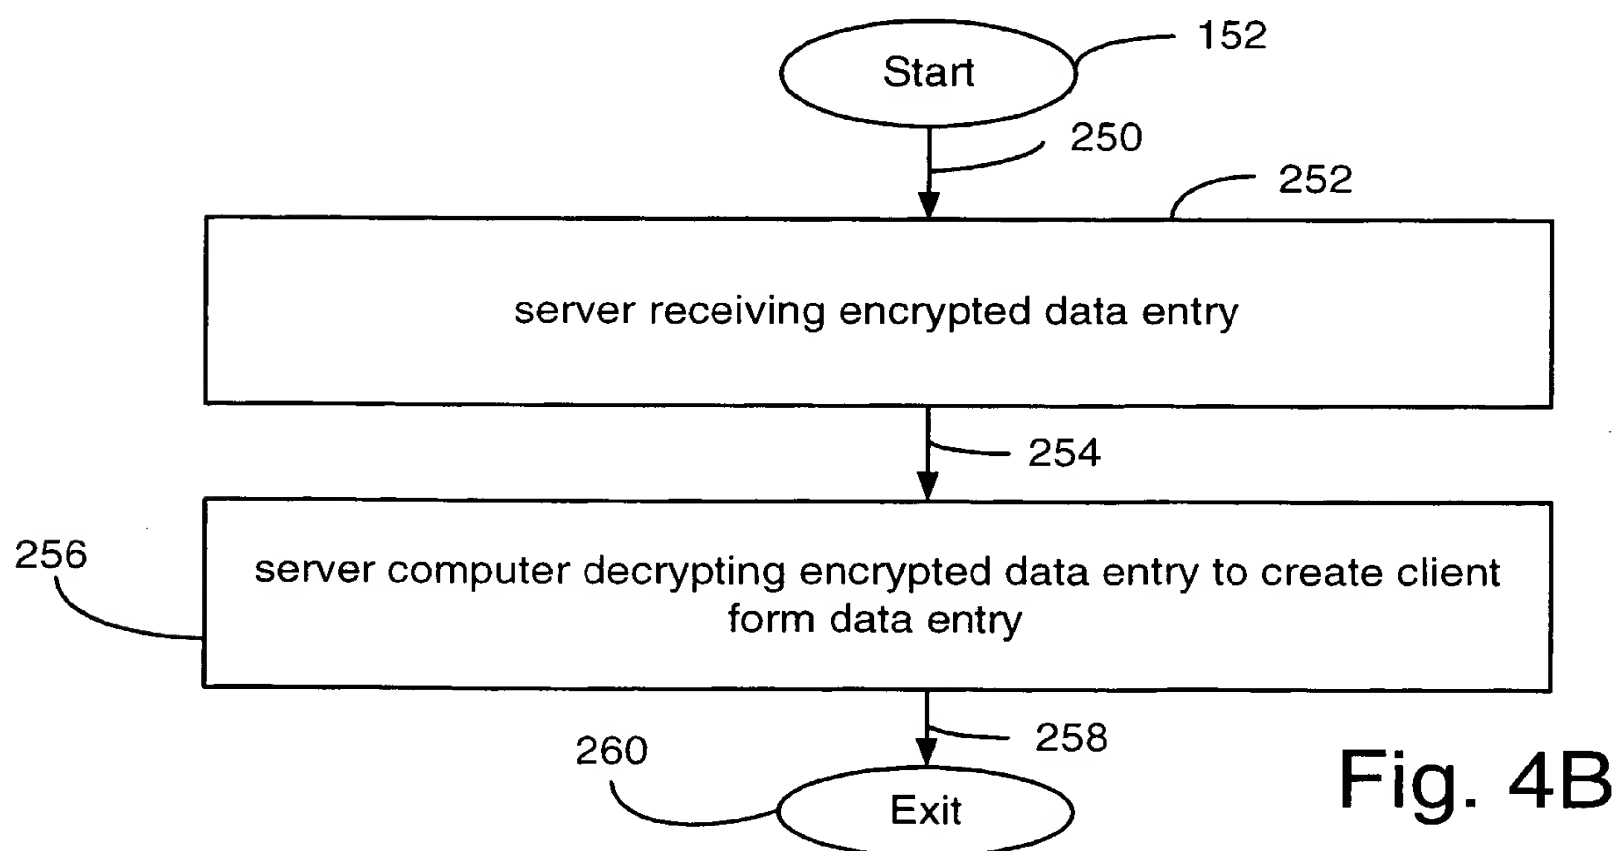 Start
152
250
252
server receiving encrypted data entry
254
256
server computer decrypting encrypted data entry to create client
form data entry
258
260
Exit
Fig. 4B